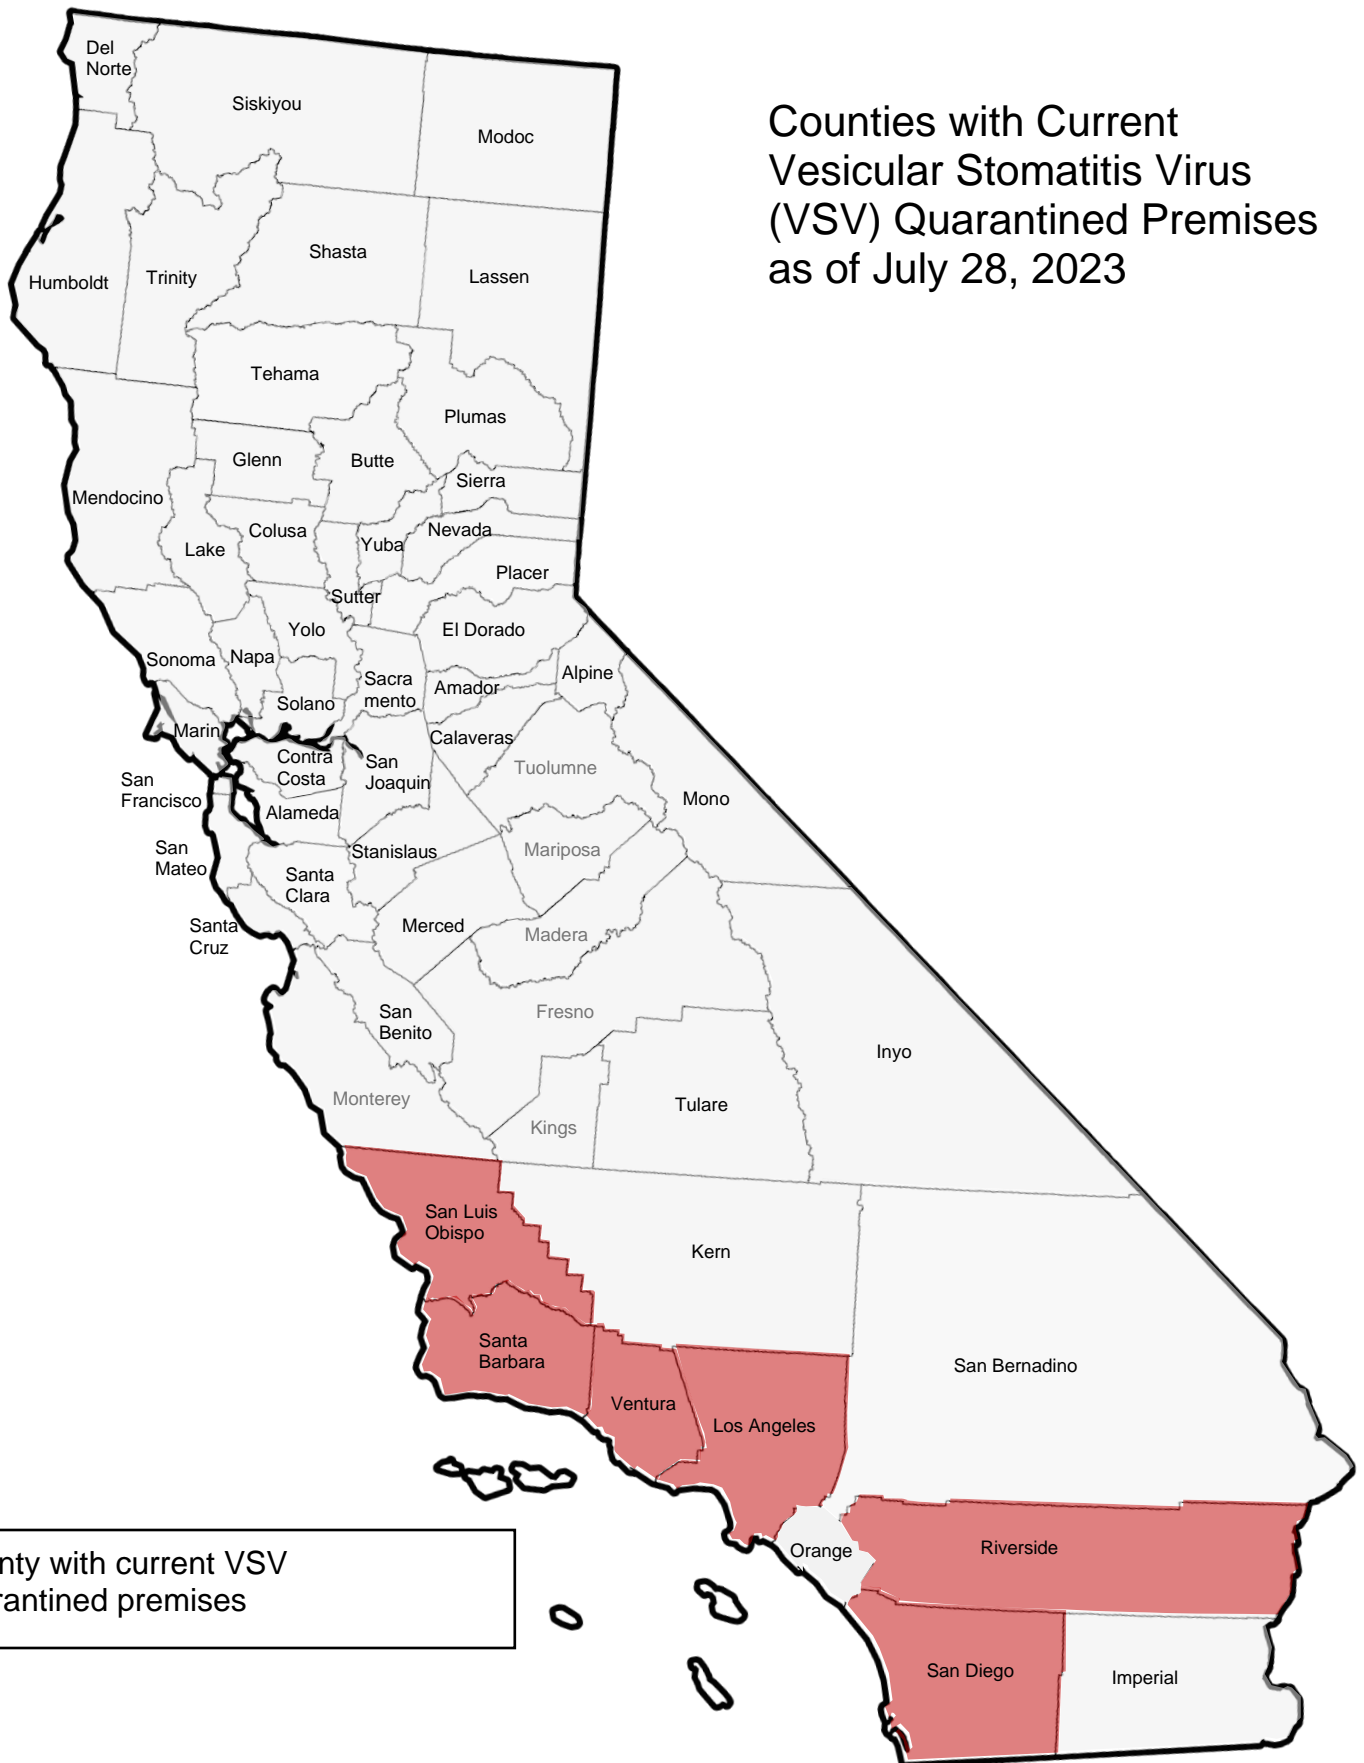 Counties with Current
Vesicular Stomatitis Virus
(VSV) Quarantined Premises
as of July 28, 2023
Del
Norte
Siskiyou
Modoc
Humboldt
Trinity
Shasta
Lassen
Tehama
Plumas
Glenn
Butte
Sierra
Mendocino
Colusa
Lake
Yuba
Nevada
Placer
Sutter
Yolo
El Dorado
Sonoma
Napa
Sacra
mento
Alpine
Amador
Solano
Marin
Calaveras
Contra
Costa
San
Joaquin
Tuolumne
San
Francisco
Mono
Alameda
San
Mateo
Stanislaus
Mariposa
Santa
Clara
Santa
Cruz
Merced
Madera
San
Benito
Fresno
Inyo
Monterey
Kings
Tulare
San Luis
Obispo
Kern
Santa
Barbara
San Bernadino
Ventura
Los Angeles
Orange
Riverside
nty with current VSV
rantined premises
San Diego
Imperial